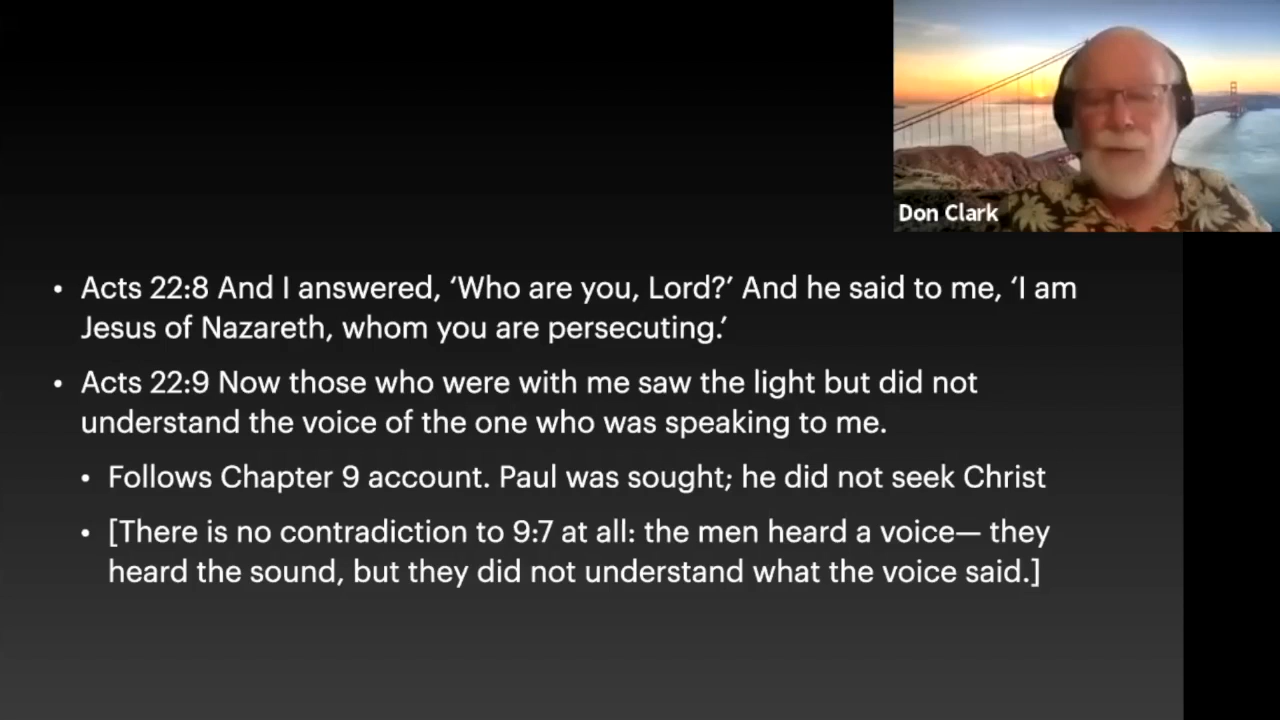 Don Clark
• Acts 22:8 And I answered, ‘Who are you, Lord?’ And he said to me, ‘I am
Jesus of Nazareth, whom you are persecuting.’
• Acts 22:9 Now those who were with me saw the light but did not
understand the voice of the one who was speaking to me.
• Follows Chapter 9 account. Paul was sought; he did not seek Christ
• [There is no contradiction to 9:7 at all: the men heard a voice— they
heard the sound, but they did not understand what the voice said.]